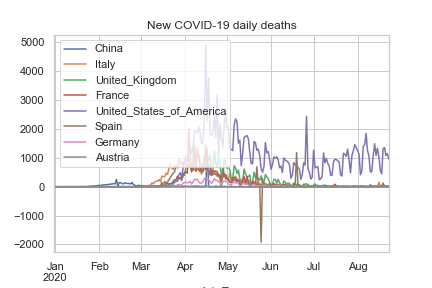 New COVID-19 daily deaths
5000
4000
3000
2000
1000
0
−1000
−2000
China
Italy
United_Kingdom
France
United_States_of_America
Spain
Germany
Austria
Jan
2020
Feb
Mar
Apr
May
Jun
Jul
Aug